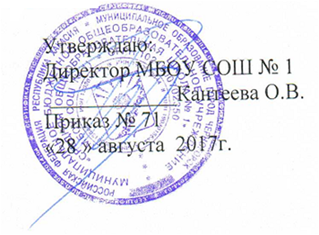 Утверждаю:
Директор МБОУ СОШ № 1
Кантеева О.В.
Приказ № 71
«28 » августа 2017г.